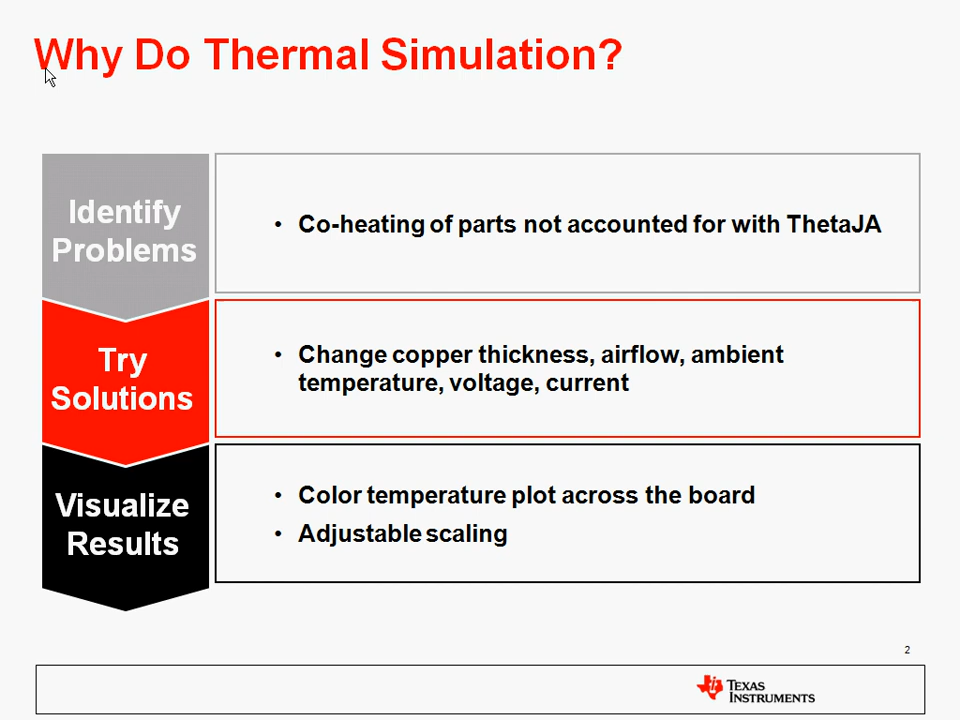 Why Do Thermal Simulation?
Identify
Problems
• Co-heating of parts not accounted for with ThetaJA
Try
Solutions
• Change copper thickness, airflow, ambient
temperature, voltage, current
Visualize
Results
• Color temperature plot across the board
• Adjustable scaling
2
TEXAS
INSTRUMENTS